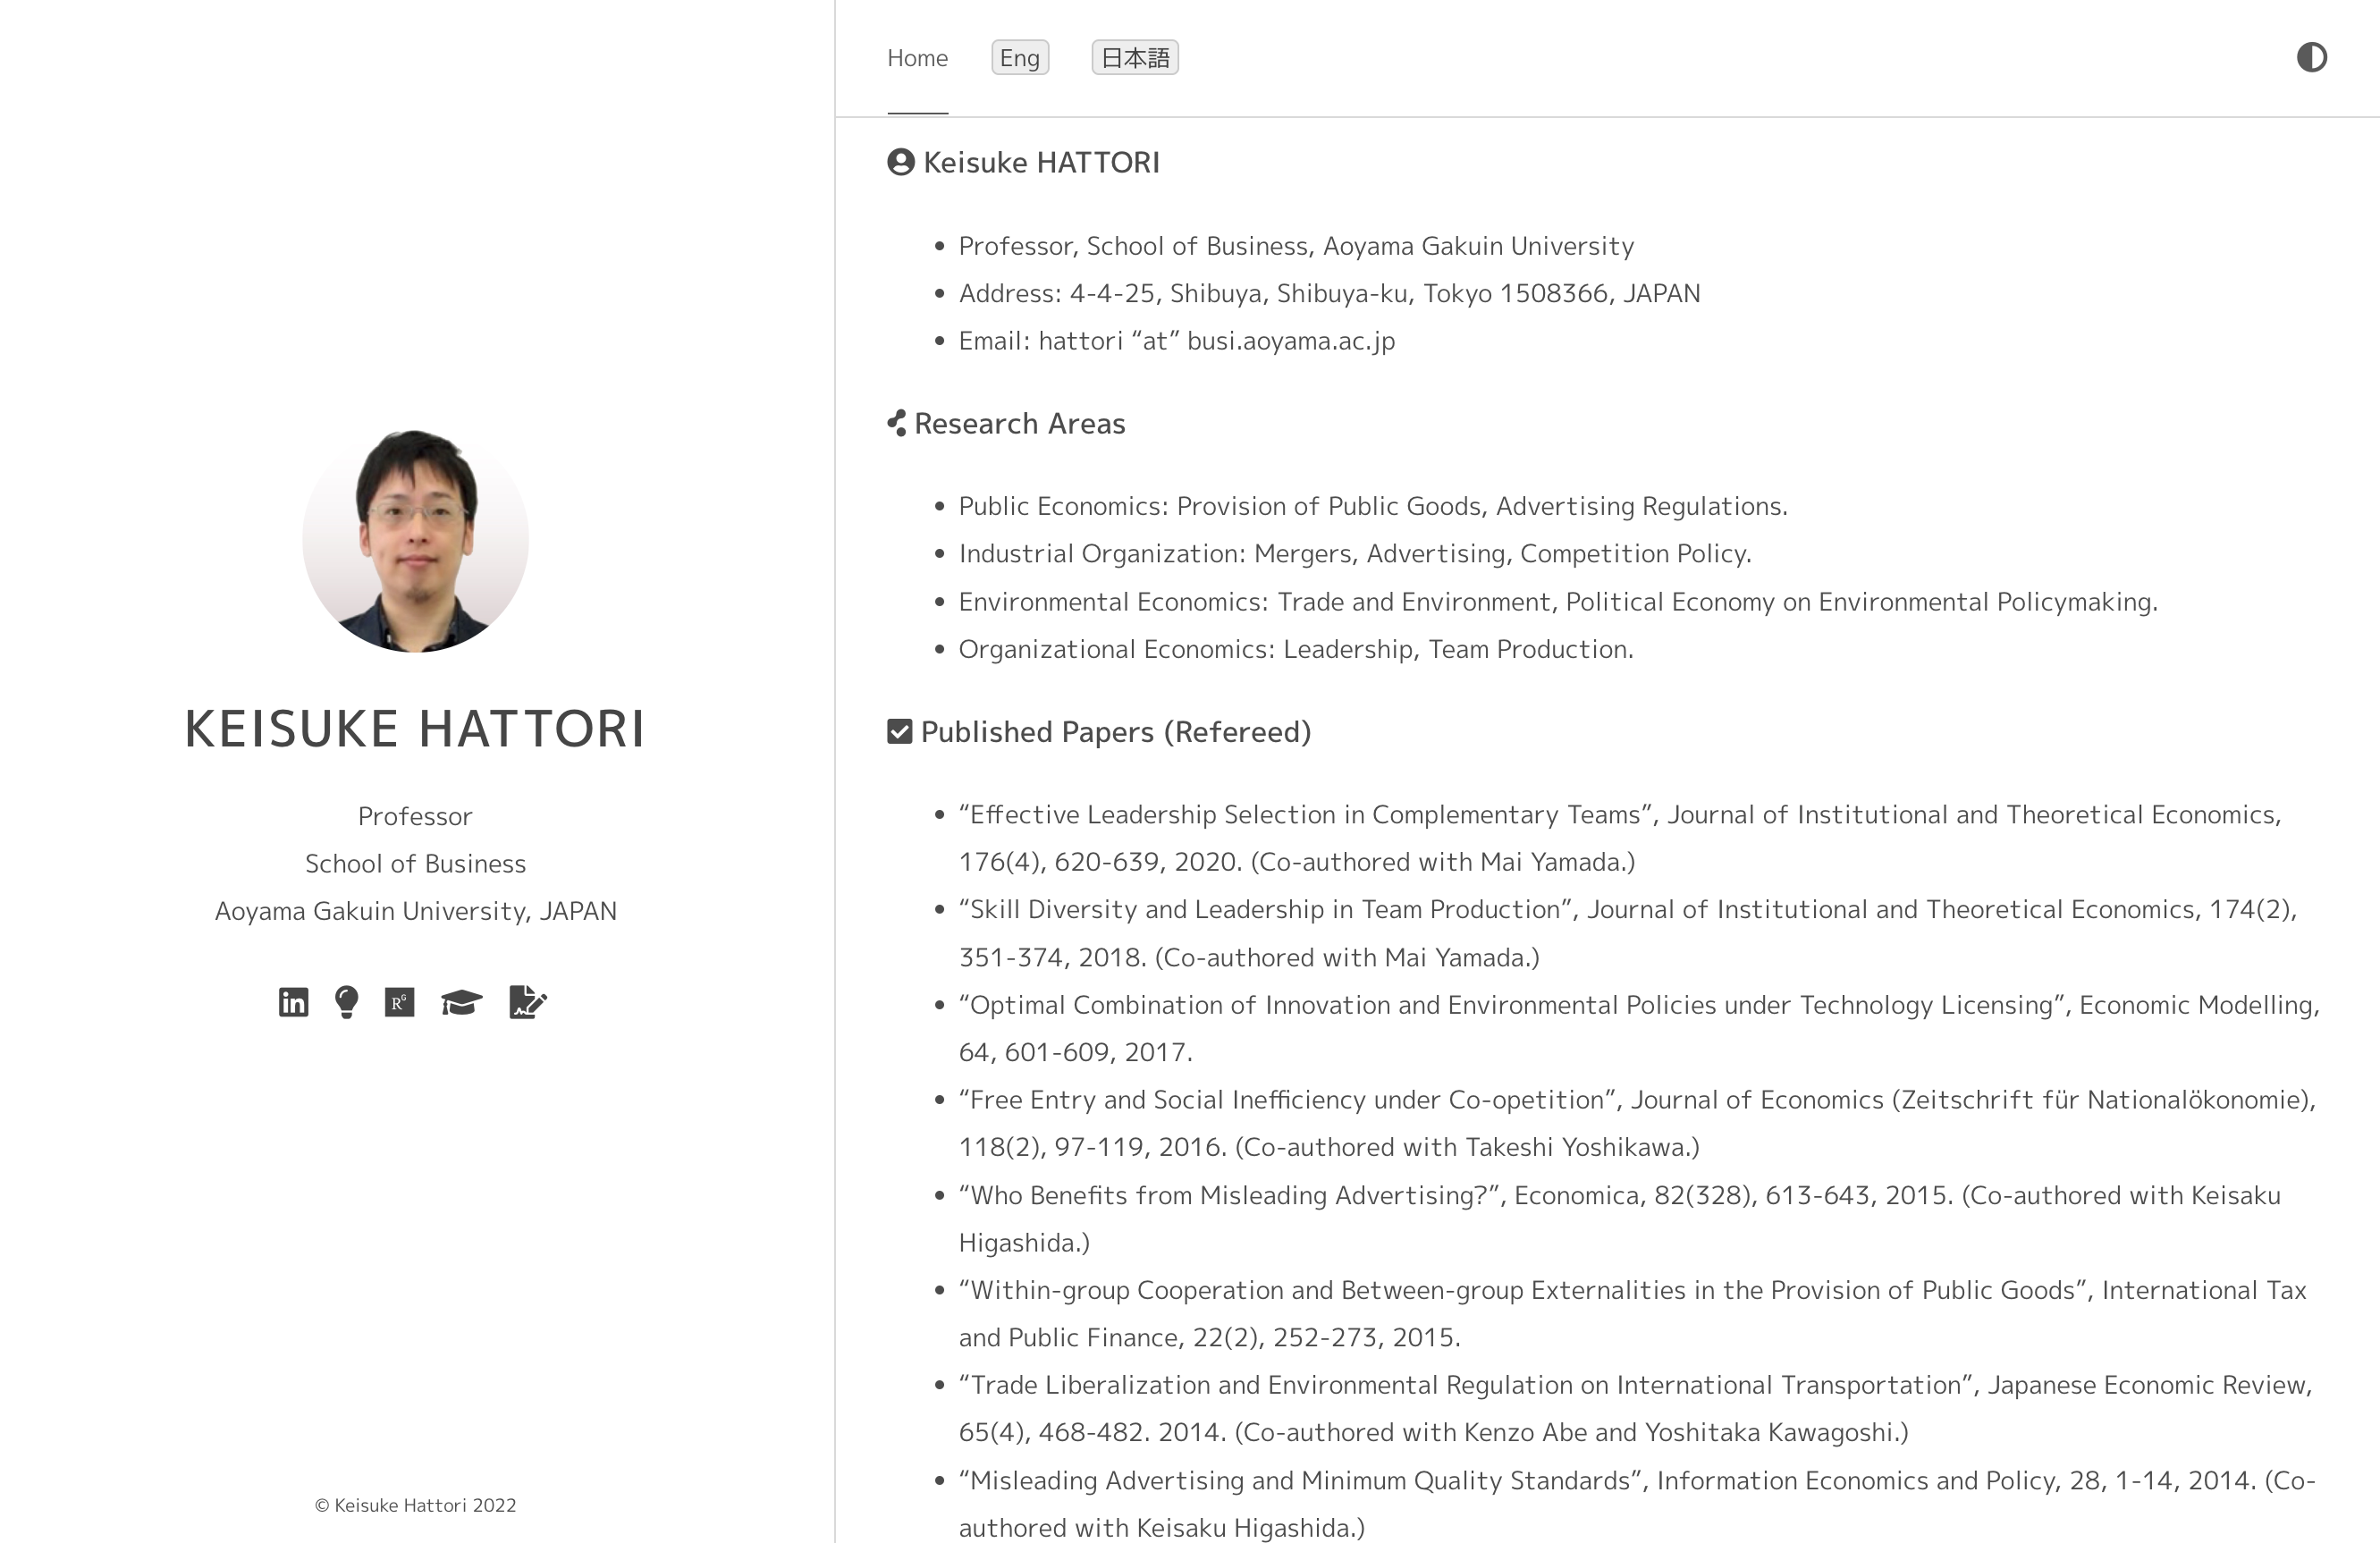 KEISUKE HATTORI
Professor
School of Business
Aoyama Gakuin University, JAPAN
in
RG
© Keisuke Hattori 2022
Home Eng 日本語
Keisuke HATTORI
Professor, School of Business, Aoyama Gakuin University
Address: 4-4-25, Shibuya, Shibuya-ku, Tokyo 1508366, JAPAN
Email: hattori “at” busi.aoyama.ac.jp
Research Areas
Public Economics: Provision of Public Goods, Advertising Regulations.
Industrial Organization: Mergers, Advertising, Competition Policy.
Environmental Economics: Trade and Environment, Political Economy on Environmental Policymaking.
Organizational Economics: Leadership, Team Production.
Published Papers (Refereed)
“Effective Leadership Selection in Complementary Teams”, Journal of Institutional and Theoretical Economics,
176(4), 620-639, 2020. (Co-authored with Mai Yamada.)
“Skill Diversity and Leadership in Team Production”, Journal of Institutional and Theoretical Economics, 174(2),
351-374, 2018. (Co-authored with Mai Yamada.)
“Optimal Combination of Innovation and Environmental Policies under Technology Licensing”, Economic Modelling,
64, 601-609, 2017.
“Free Entry and Social Inefficiency under Co-opetition”, Journal of Economics (Zeitschrift für Nationalökonomie),
118(2), 97-119, 2016. (Co-authored with Takeshi Yoshikawa.)
“Who Benefits from Misleading Advertising?”, Economica, 82(328), 613-643, 2015. (Co-authored with Keisaku
Higashida.)
“Within-group Cooperation and Between-group Externalities in the Provision of Public Goods”, International Tax
and Public Finance, 22(2), 252-273, 2015.
“Trade Liberalization and Environmental Regulation on International Transportation”, Japanese Economic Review,
65(4), 468-482. 2014. (Co-authored with Kenzo Abe and Yoshitaka Kawagoshi.)
“Misleading Advertising and Minimum Quality Standards”, Information Economics and Policy, 28, 1-14, 2014. (Co-
authored with Keisaku Higashida.)